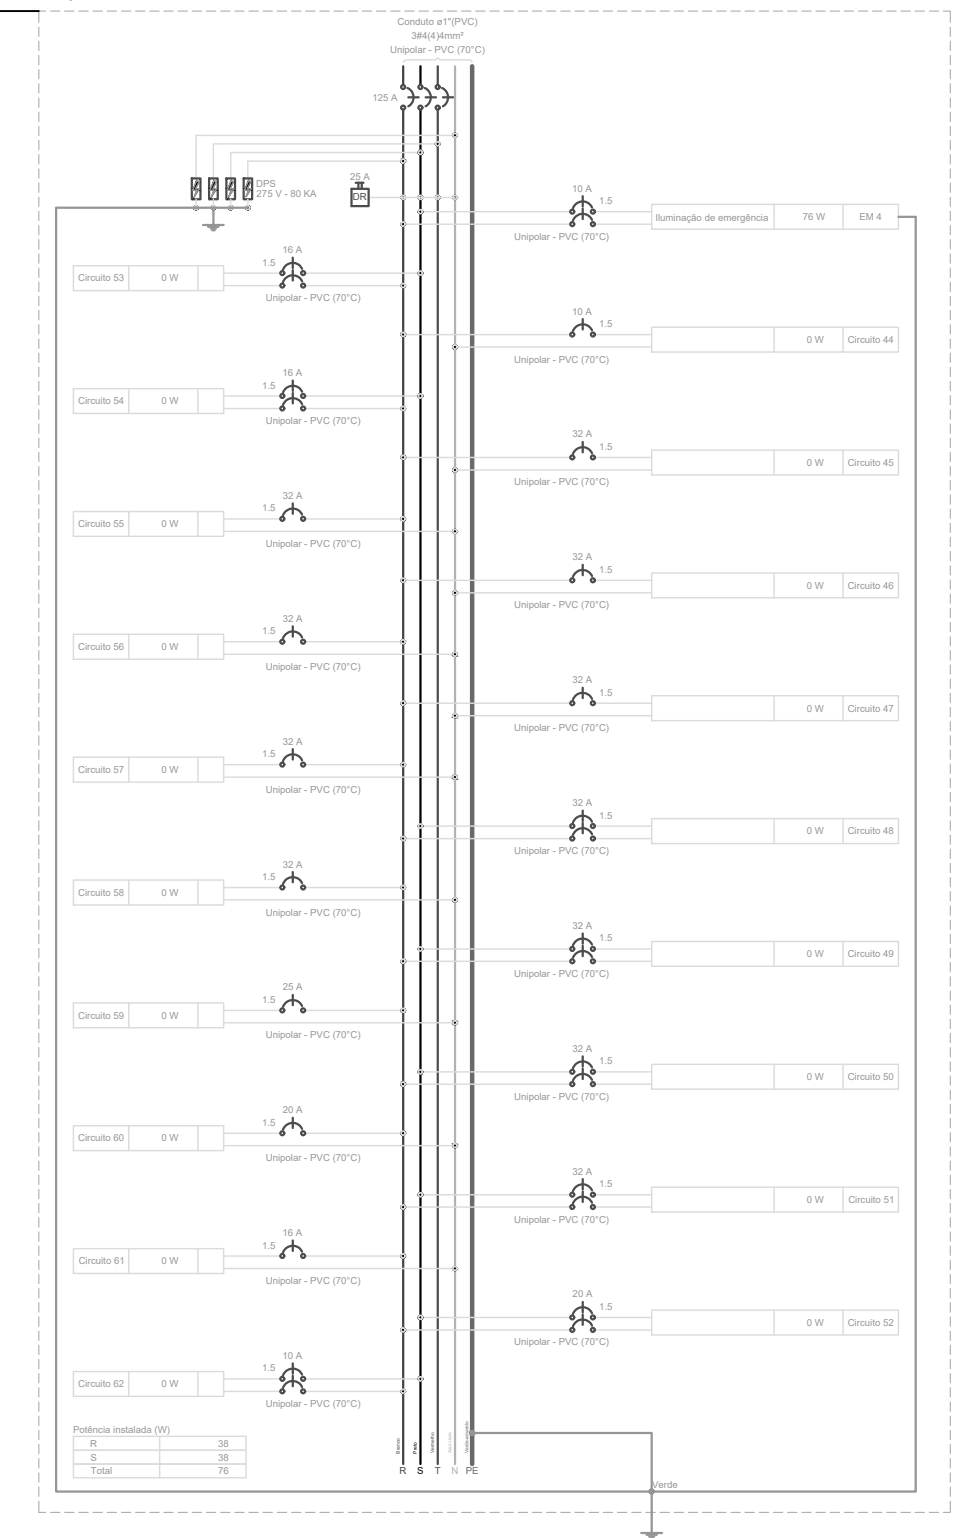 Conduto ø1"(PVC)
3#4(4)4mm²
Unipolar - PVC (70°C)
125 A
DPS
275 V - 80 KA
25 A
DR
10 A
1.5
Iluminação de emergência 76 W EM 4
Unipolar - PVC (70°C)
16 A
1.5
Circuito 53 0 W
Unipolar - PVC (70°C)
10 A
1.5
0 W Circuito 44
Unipolar - PVC (70°C)
16 A
1.5
Circuito 54 0 W
Unipolar - PVC (70°C)
32 A
1.5
0 W Circuito 45
Unipolar - PVC (70°C)
32 A
1.5
Circuito 55 0 W
Unipolar - PVC (70°C)
32 A
1.5
0 W Circuito 46
Unipolar - PVC (70°C)
32 A
1.5
Circuito 56 0 W
Unipolar - PVC (70°C)
32 A
1.5
0 W Circuito 47
Unipolar - PVC (70°C)
32 A
1.5
Circuito 57 0 W
Unipolar - PVC (70°C)
32 A
1.5
0 W Circuito 48
Unipolar - PVC (70°C)
32 A
1.5
Circuito 58 0 W
Unipolar - PVC (70°C)
32 A
1.5
0 W Circuito 49
Unipolar - PVC (70°C)
25 A
1.5
Circuito 59 0 W
Unipolar - PVC (70°C)
32 A
1.5
0 W Circuito 50
Unipolar - PVC (70°C)
20 A
1.5
Circuito 60 0 W
Unipolar - PVC (70°C)
32 A
1.5
0 W Circuito 51
Unipolar - PVC (70°C)
16 A
1.5
Circuito 61 0 W
Unipolar - PVC (70°C)
20 A
1.5
0 W Circuito 52
Unipolar - PVC (70°C)
10 A
1.5
Circuito 62 0 W
Unipolar - PVC (70°C)
Potência instalada (W)
R 38
S 38
Total 76
Branco
Preto
Vermelho
R S T N PE
Verde